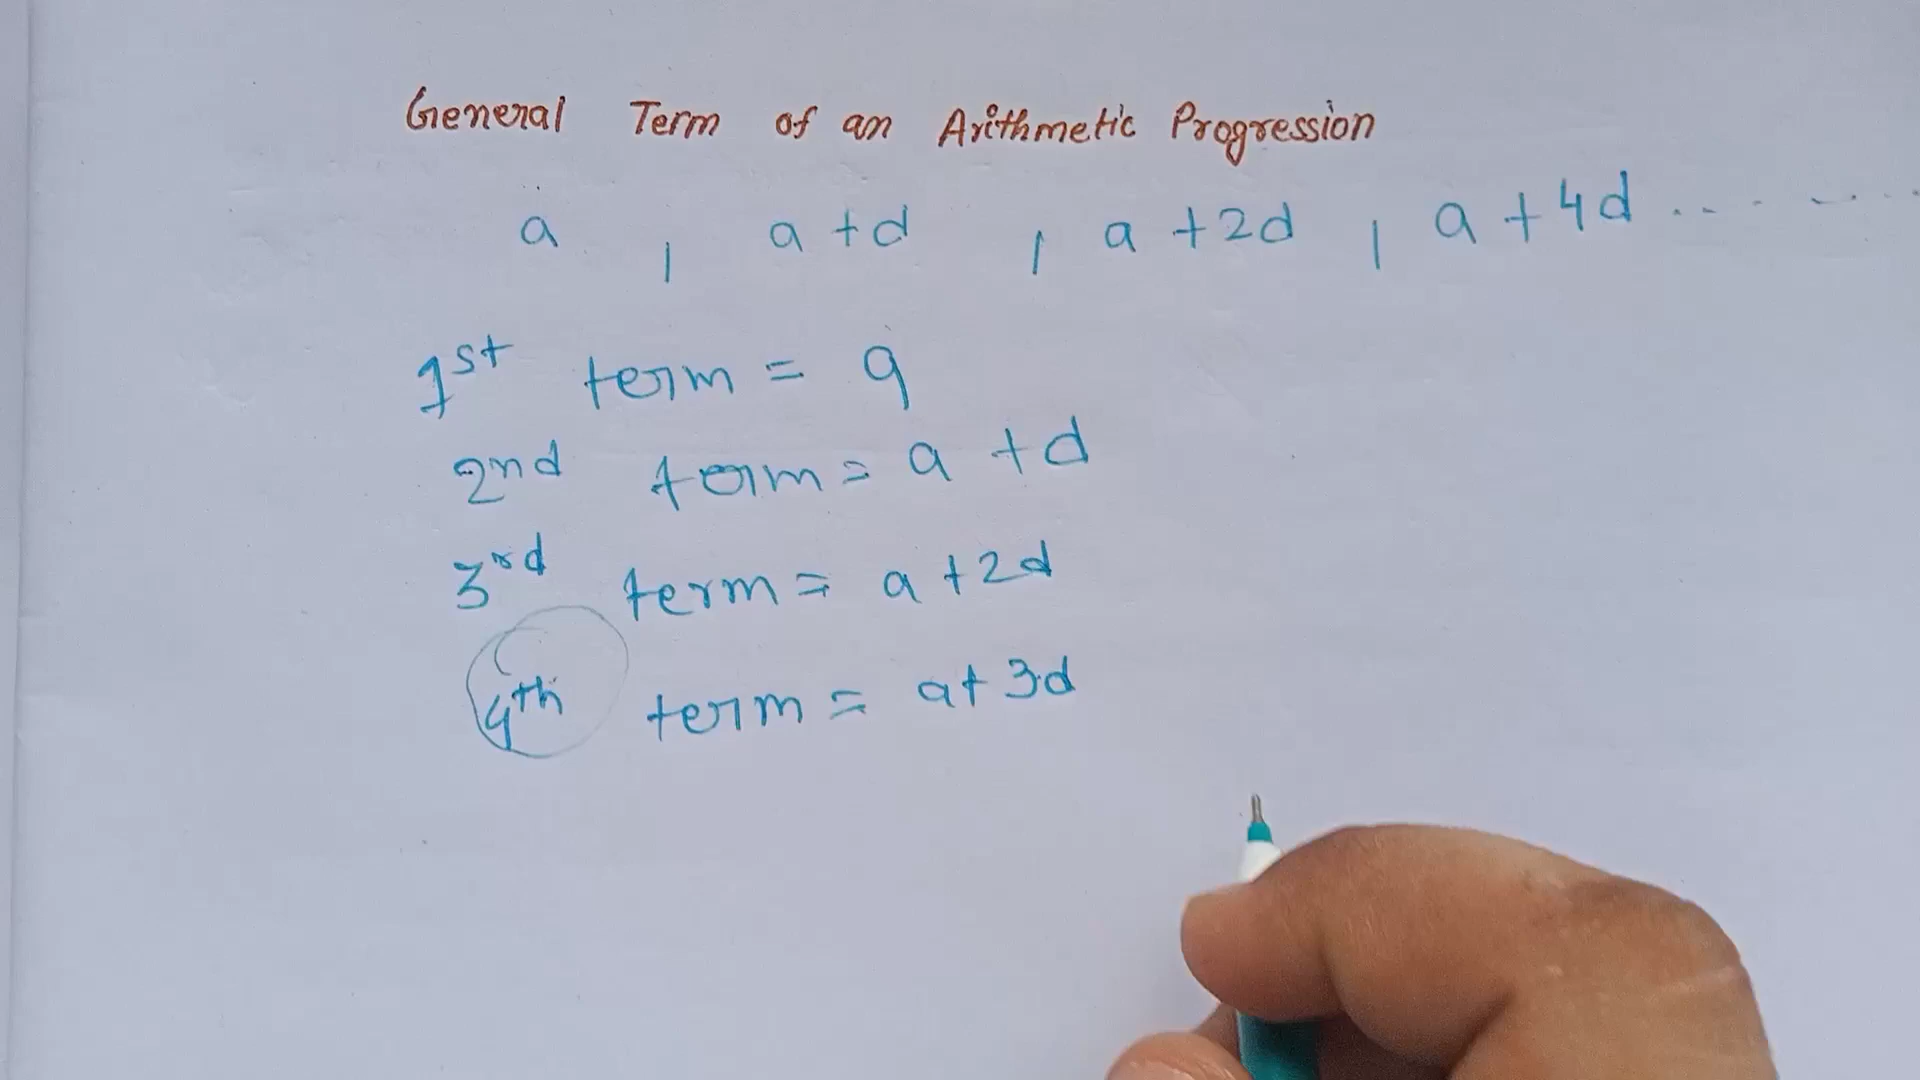 General Term of an Arithmetic Progression
a , a+d , a+2d , a+4d .... .....
1st term = a
2nd term = a+d
3rd term = a+2d
4th term = a+3d